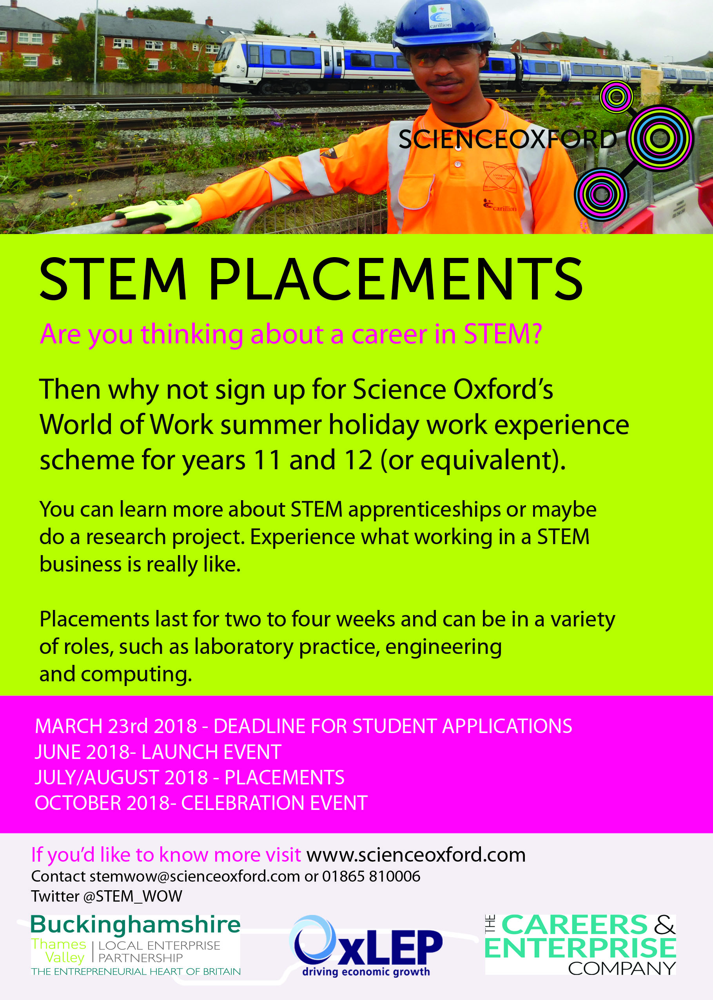 carillion
Chiltern Railways
SCIENCEOXFORD
Living our
Values
carillion
STEM PLACEMENTS
Are you thinking about a career in STEM?
Then why not sign up for Science Oxford’s
World of Work summer holiday work experience
scheme for years 11 and 12 (or equivalent).
You can learn more about STEM apprenticeships or maybe
do a research project. Experience what working in a STEM
business is really like.
Placements last for two to four weeks and can be in a variety
of roles, such as laboratory practice, engineering
and computing.
MARCH 23rd 2018 - DEADLINE FOR STUDENT APPLICATIONS
JUNE 2018- LAUNCH EVENT
JULY/AUGUST 2018 - PLACEMENTS
OCTOBER 2018- CELEBRATION EVENT
If you’d like to know more visit www.scienceoxford.com
Contact stemwow@scienceoxford.com or 01865 810006
Twitter @STEM_WOW
Buckinghamshire
Thames Valley | LOCAL ENTERPRISE PARTNERSHIP
THE ENTREPRENEURIAL HEART OF BRITAIN
OxLEP
driving economic growth
THE CAREERS &
ENTERPRISE
COMPANY